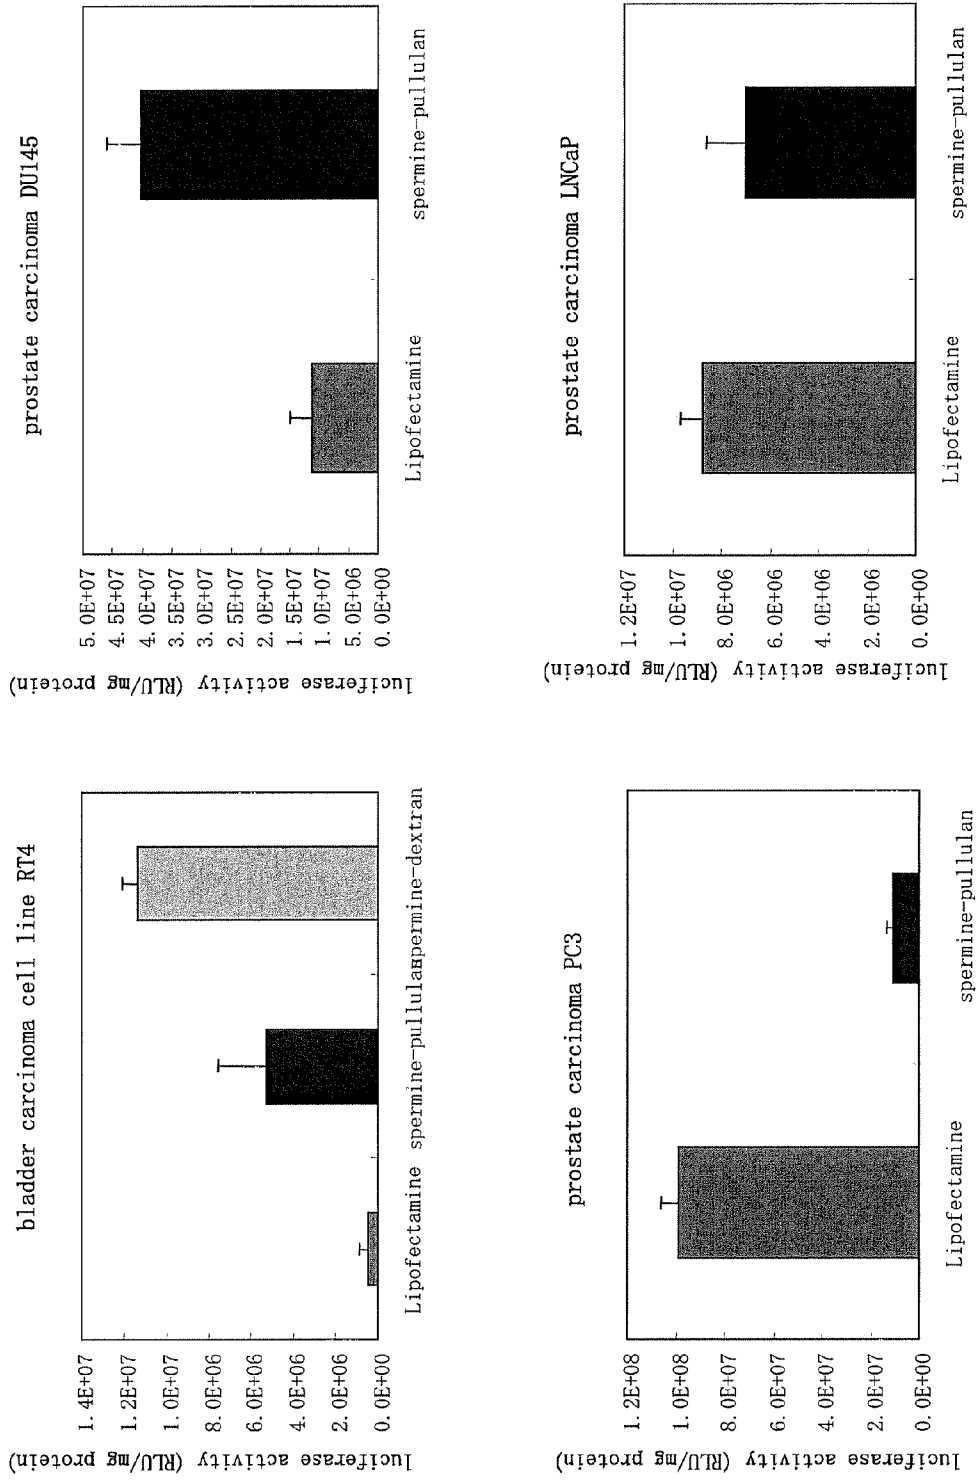 bladder carcinoma cell line RT4
luciferase activity (RLU/mg protein)
1.4E+07
1.2E+07
1.0E+07
8.0E+06
6.0E+06
4.0E+06
2.0E+06
0.0E+00
Lipofectamine spermine-pullulanspermine-dextran
prostate carcinoma DU145
luciferase activity (RLU/mg protein)
5.0E+07
4.5E+07
4.0E+07
3.5E+07
3.0E+07
2.5E+07
2.0E+07
1.5E+07
1.0E+07
5.0E+06
0.0E+00
Lipofectamine spermine-pullulan
prostate carcinoma PC3
luciferase activity (RLU/mg protein)
1.2E+08
1.0E+08
8.0E+07
6.0E+07
4.0E+07
2.0E+07
0.0E+00
Lipofectamine spermine-pullulan
prostate carcinoma LNCaP
luciferase activity (RLU/mg protein)
1.2E+07
1.0E+07
8.0E+06
6.0E+06
4.0E+06
2.0E+06
0.0E+00
Lipofectamine spermine-pullulan